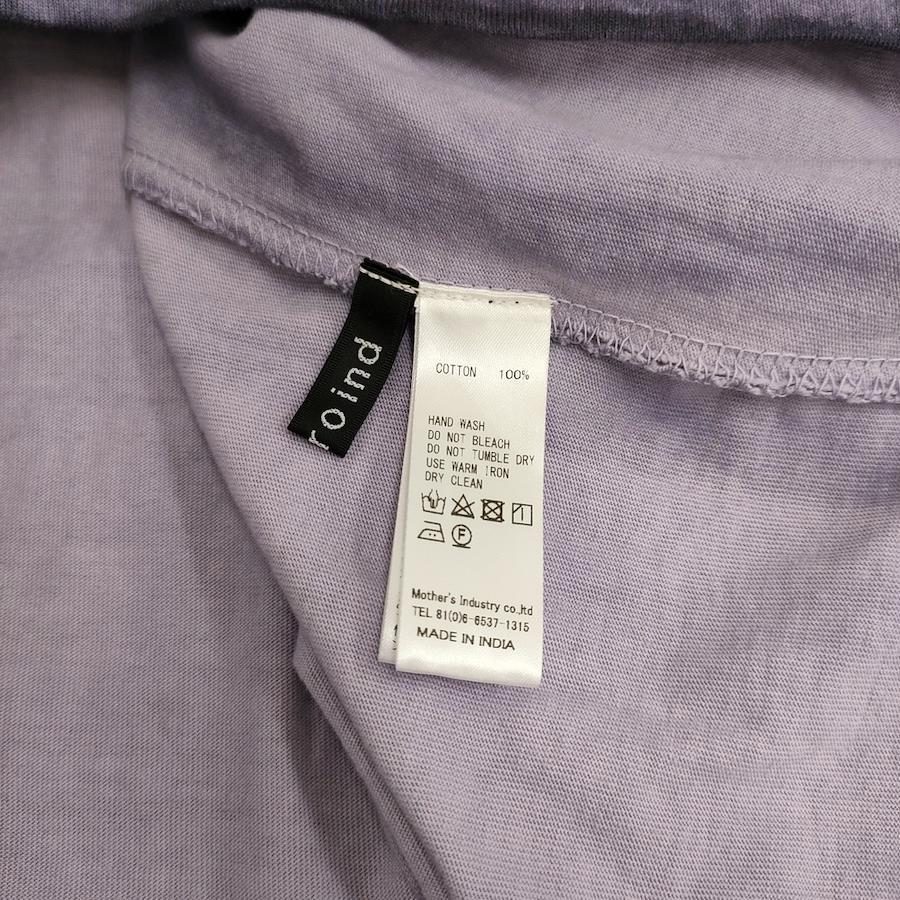 ro ind
COTTON 100%
HAND WASH
DO NOT BLEACH
DO NOT TUMBLE DRY
USE WARM IRON
DRY CLEAN
F
Mother's Industry co.,ltd
TEL 81(0)6-6537-1315
MADE IN INDIA